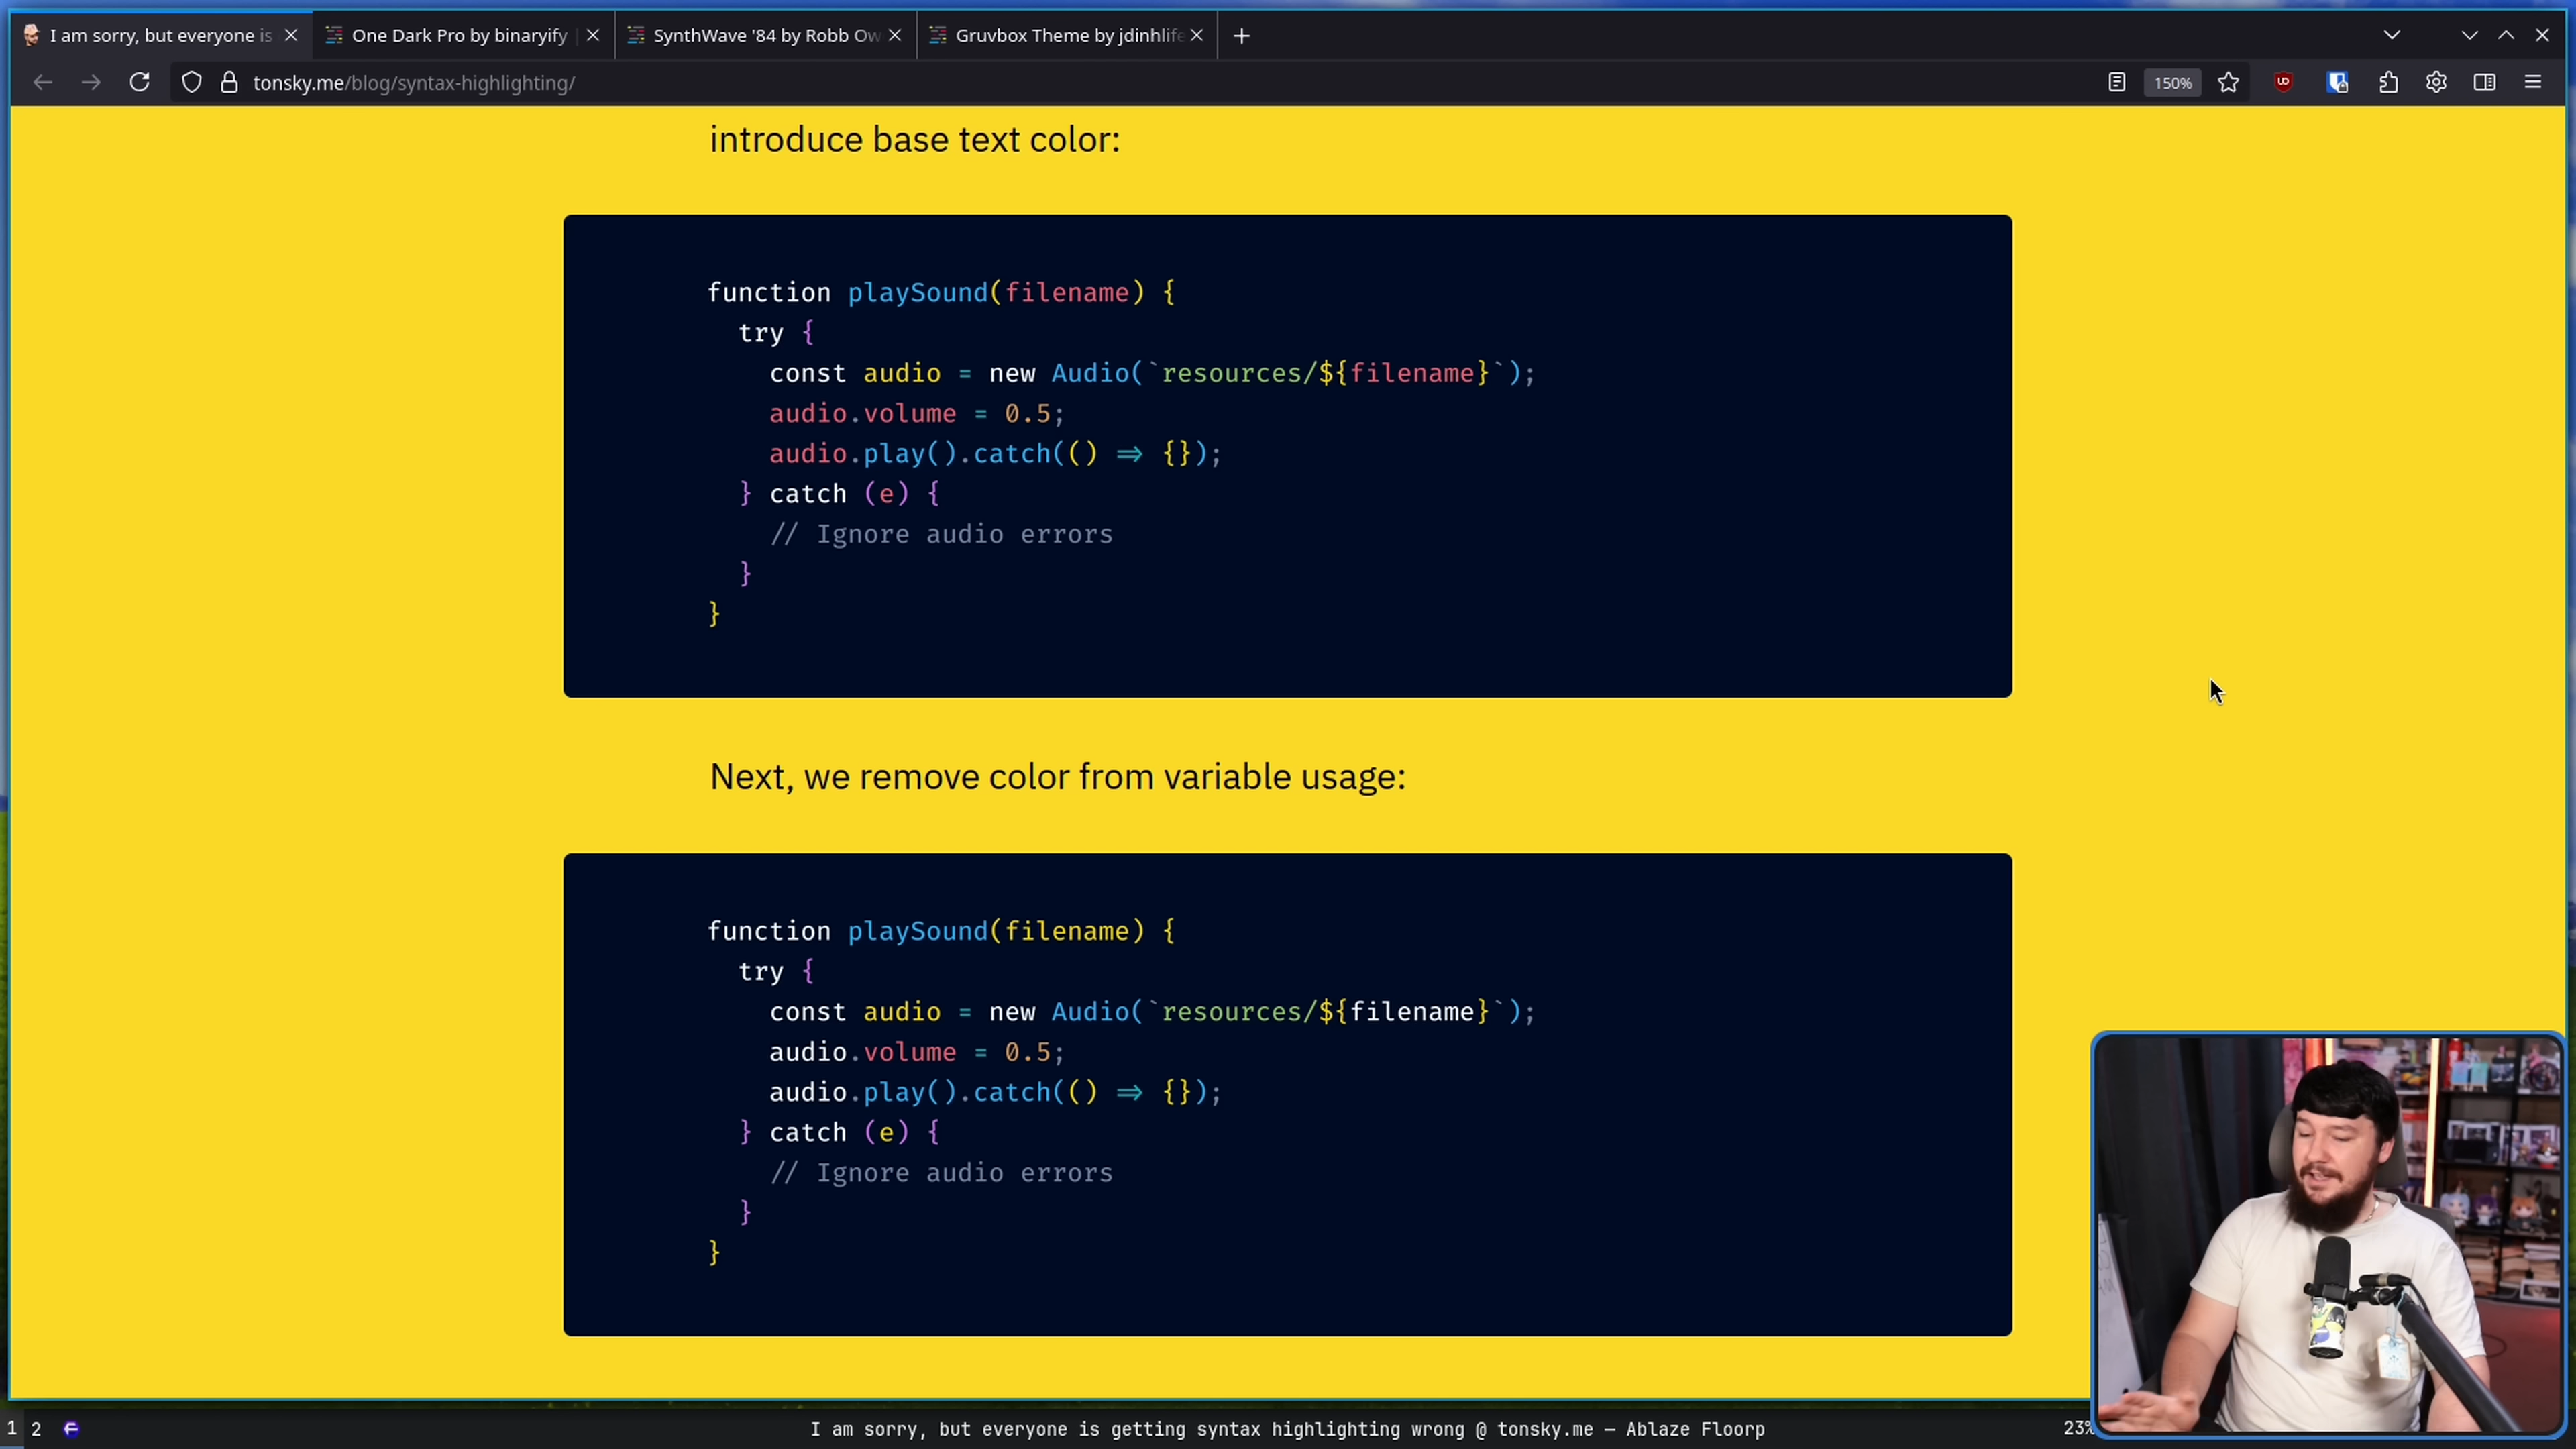 I am sorry, but everyone is
One Dark Pro by binaryify |
SynthWave '84 by Robb Ow
Gruvbox Theme by jdinhlife
tonsky.me/blog/syntax-highlighting/
150%
introduce base text color:
function playSound(filename) {
  try {
    const audio = new Audio(`resources/${filename}`);
    audio.volume = 0.5;
    audio.play().catch(() => {});
  } catch (e) {
    // Ignore audio errors
  }
}
Next, we remove color from variable usage:
function playSound(filename) {
  try {
    const audio = new Audio(`resources/${filename}`);
    audio.volume = 0.5;
    audio.play().catch(() => {});
  } catch (e) {
    // Ignore audio errors
  }
}
1 2
I am sorry, but everyone is getting syntax highlighting wrong @ tonsky.me — Ablaze Floorp
23%